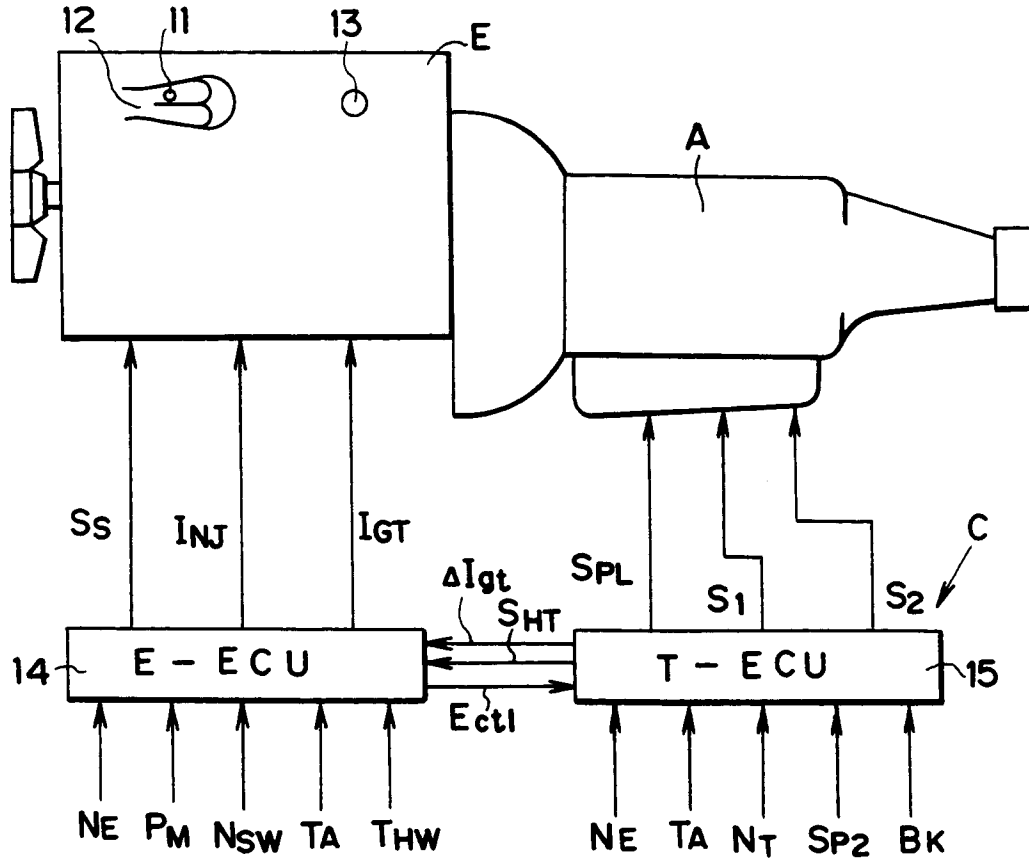 12 11 13 E
A
SS INJ IGT
SPL S1 S2 C
ΔIgt
SHT
14 E-ECU T-ECU 15
Ectl
NE PM NSW TA THW NE TA NT SP2 BK